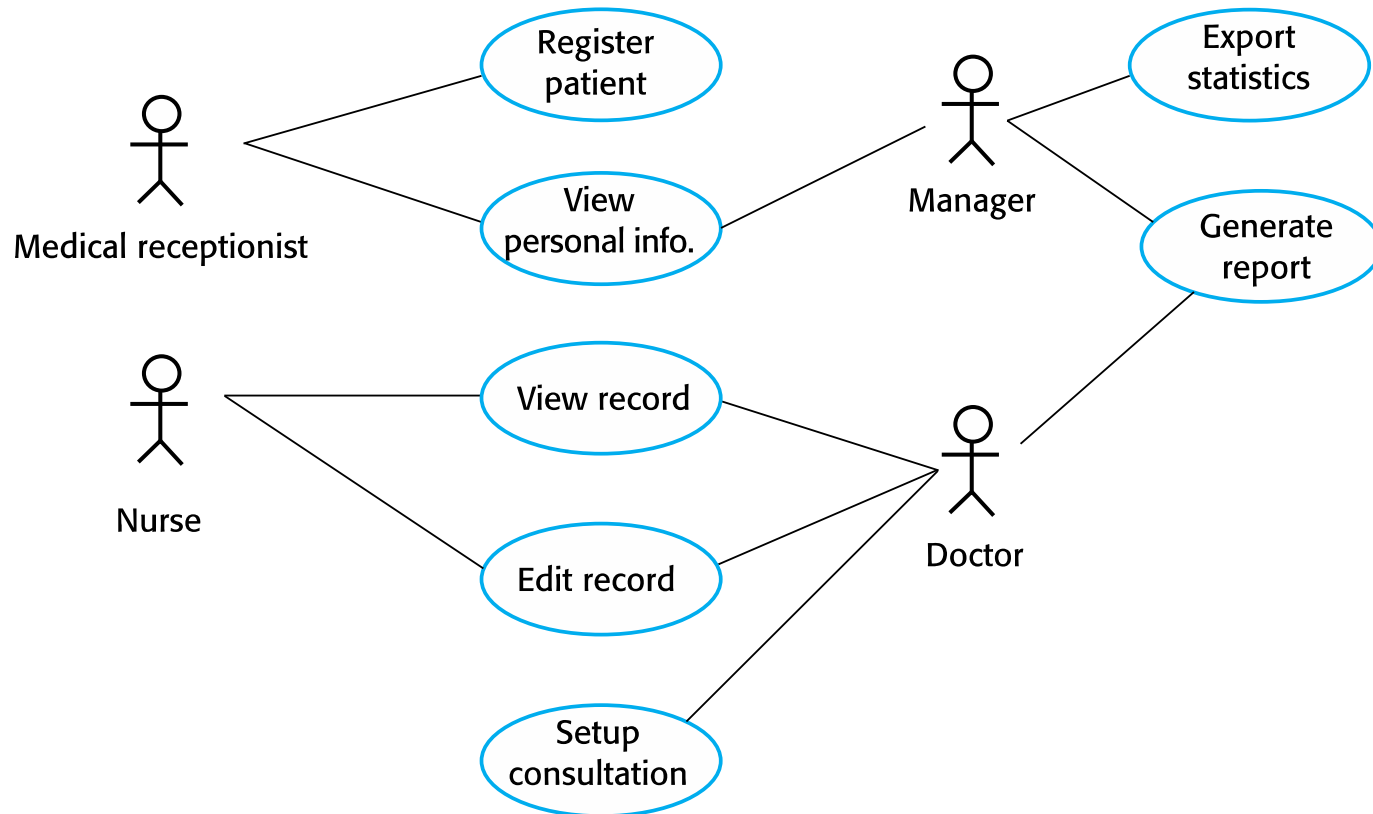 Register
patient
Export
statistics
Medical receptionist
View
personal info.
Manager
Generate
report
Nurse
View record
Edit record
Doctor
Setup
consultation